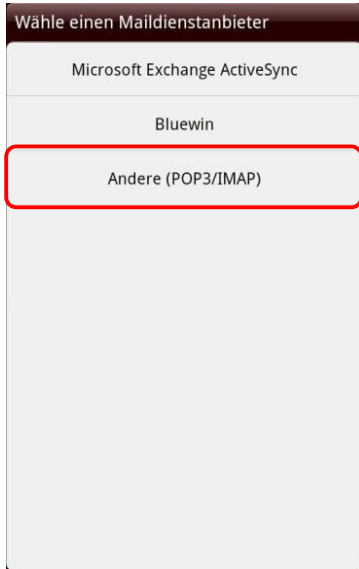 Wähle einen Maildienstanbieter
Microsoft Exchange ActiveSync
Bluewin
Andere (POP3/IMAP)